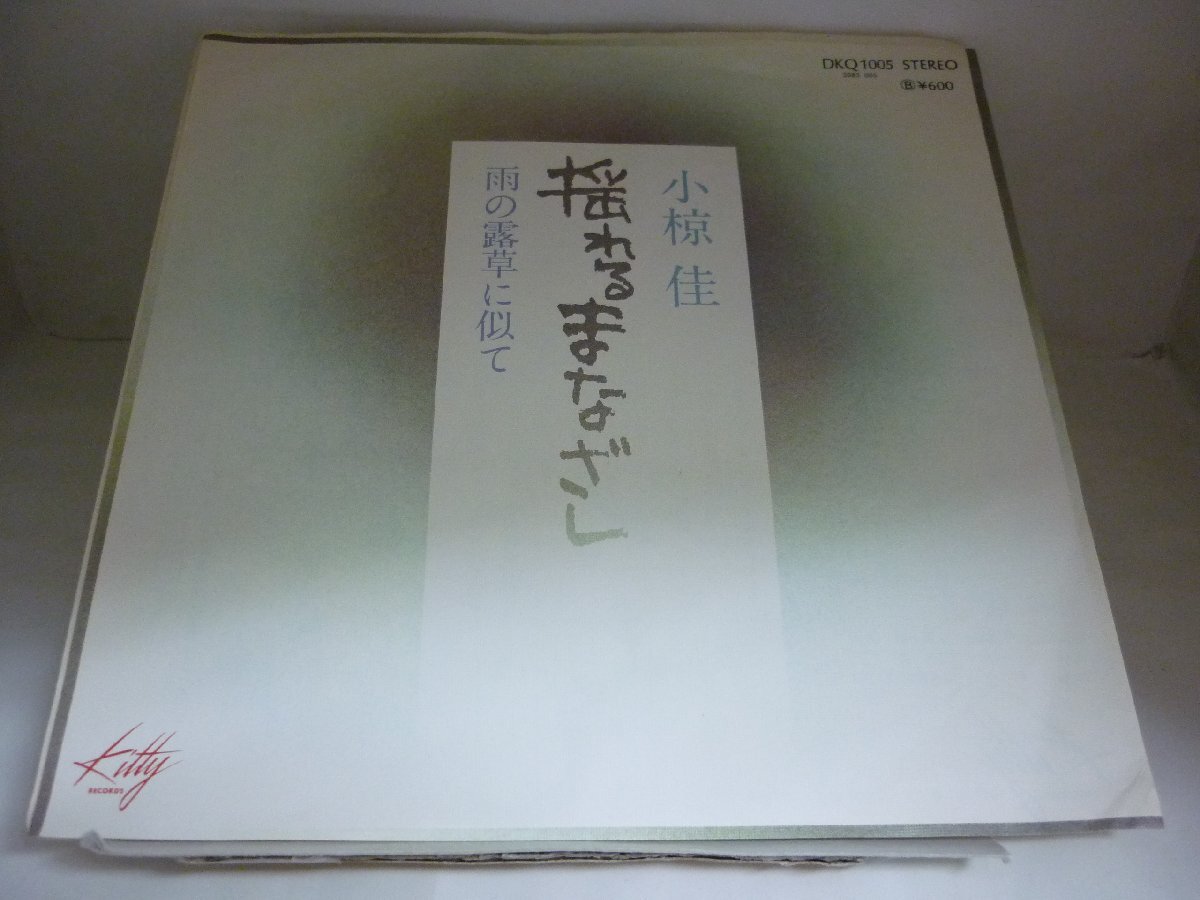 DKQ1005 STEREO
Ⓑ¥600
小椋 佳
揺れるまなざし
雨の露草に似て
Kitty
RECORDS